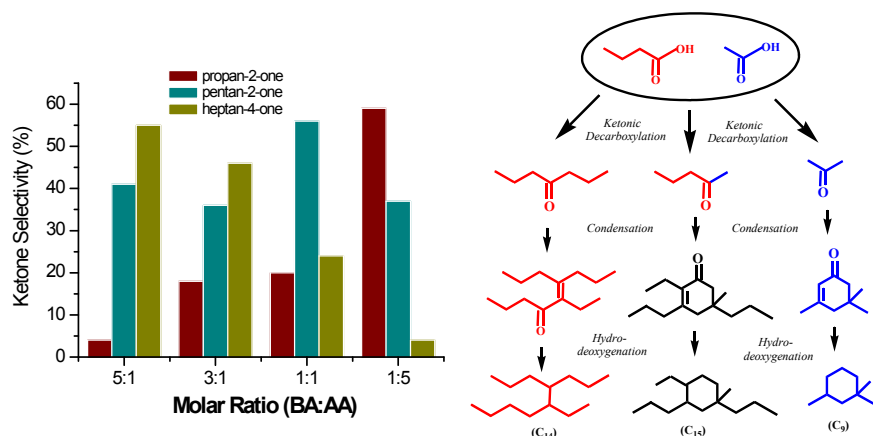 propan-2-one
pentan-2-one
heptan-4-one
Ketone Selectivity (%)
60
50
40
30
20
10
0
5:1
3:1
1:1
1:5
Molar Ratio (BA:AA)
OH
O
OH
O
Ketonic
Decarboxylation
Ketonic
Decarboxylation
O
O
O
Condensation
Condensation
O
O
O
Hydro-
deoxygenation
Hydro-
deoxygenation
(C14)
(C15)
(C9)